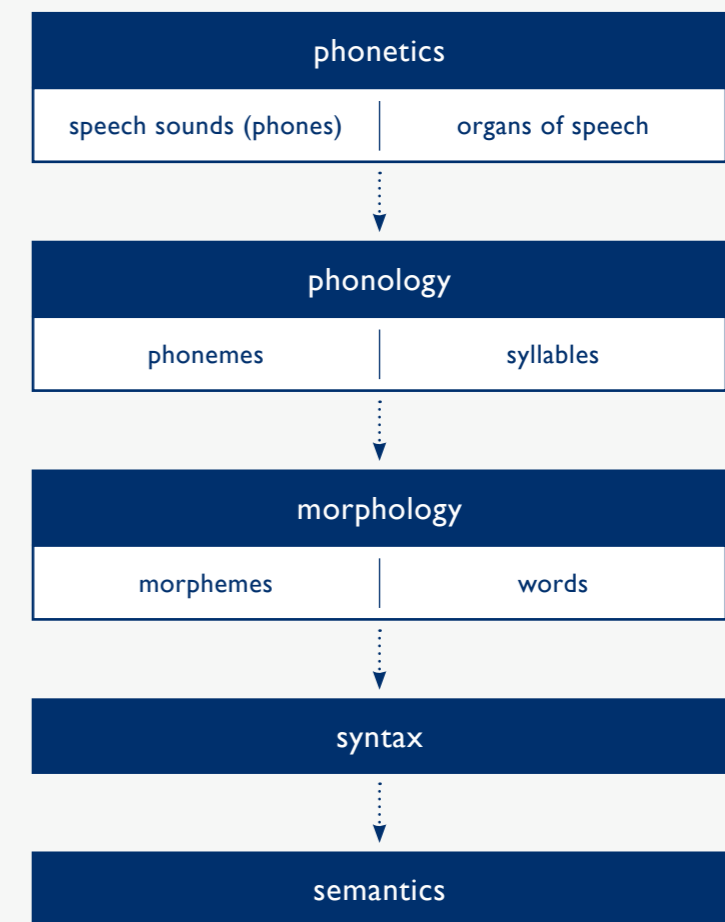 phonetics
speech sounds (phones) organs of speech
phonology
phonemes syllables
morphology
morphemes words
syntax
semantics